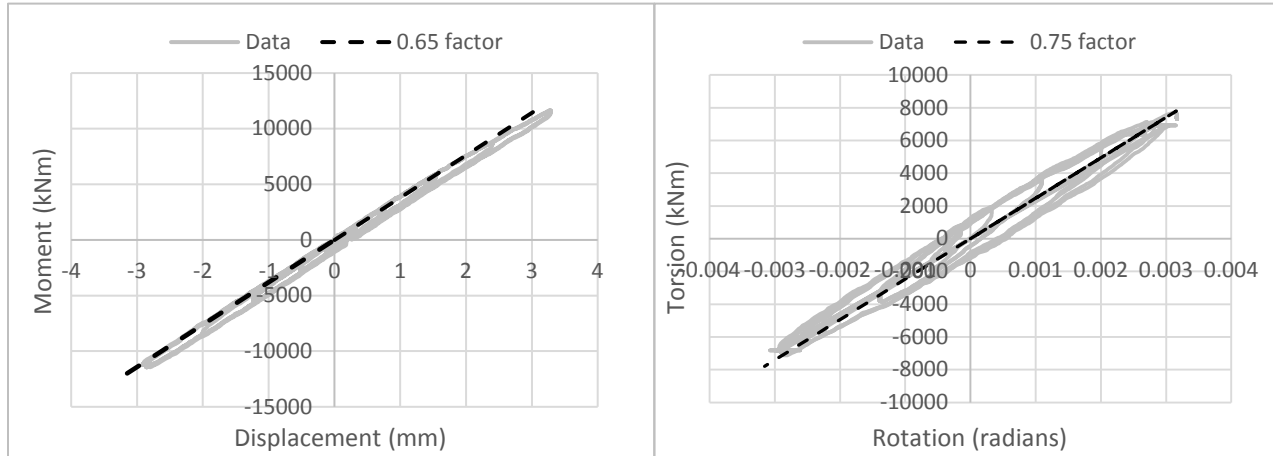 Data 0.65 factor
15000
10000
5000
0
-5000
-10000
-15000
-4 -3 -2 -1 0 1 2 3 4
Moment (kNm)
Displacement (mm)
Data 0.75 factor
10000
8000
6000
4000
2000
0
-2000
-4000
-6000
-8000
-10000
-0.004 -0.003 -0.002 -0.001 0 0.001 0.002 0.003 0.004
Torsion (kNm)
Rotation (radians)